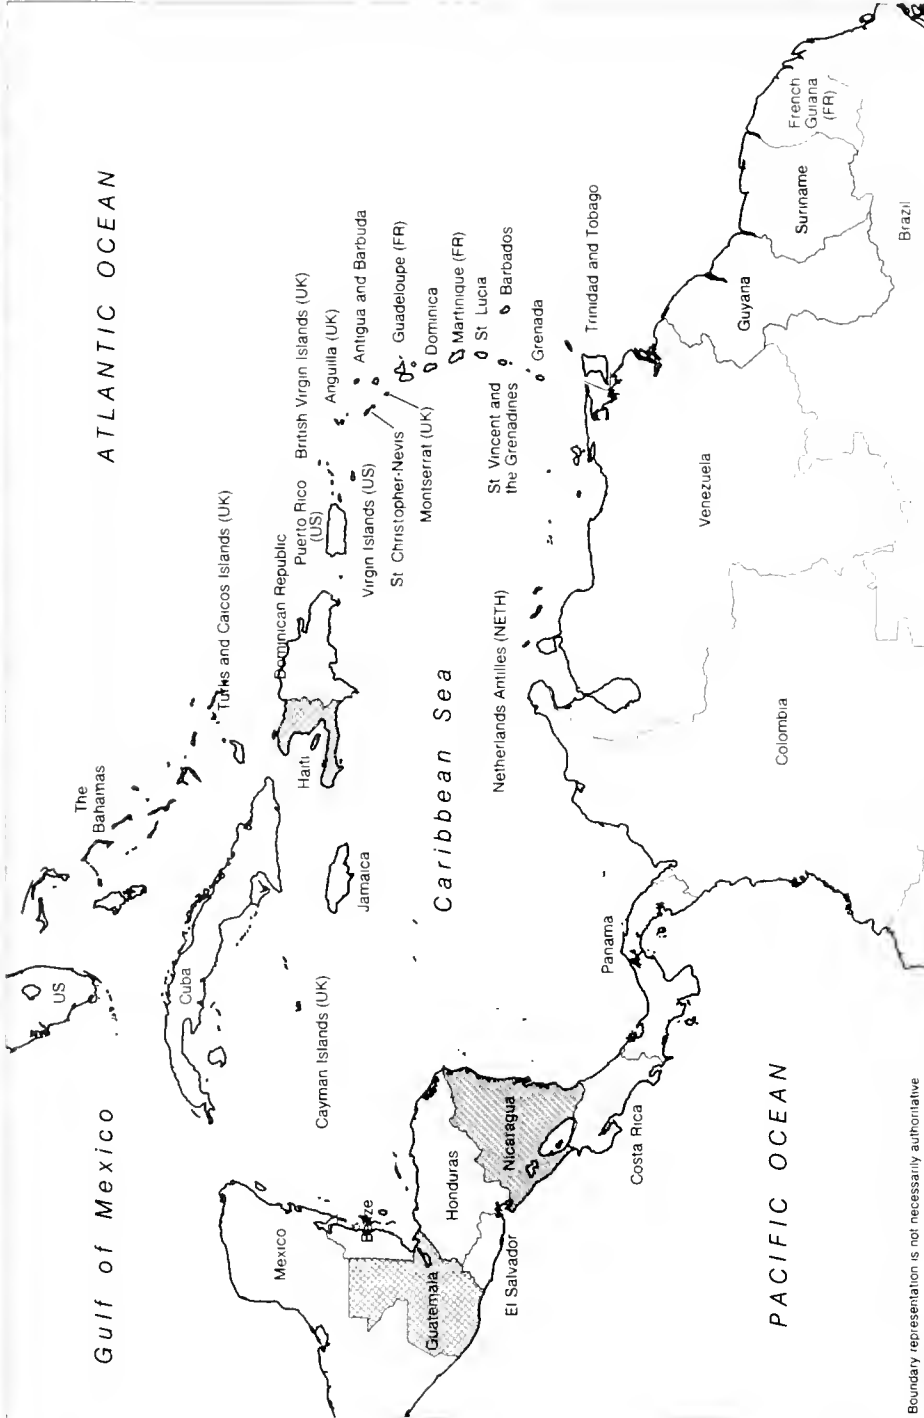 Gulf of Mexico
ATLANTIC OCEAN
US
The
Bahamas
Cuba
Turks and Caicos Islands (UK)
Cayman Islands (UK)
Jamaica
Haiti
Dominican Republic
Puerto Rico
(US)
British Virgin Islands (UK)
Virgin Islands (US)
Anguilla (UK)
St Christopher-Nevis
Antigua and Barbuda
Montserrat (UK)
Guadeloupe (FR)
Dominica
Martinique (FR)
St Lucia
Barbados
St Vincent and
the Grenadines
Grenada
Trinidad and Tobago
Caribbean Sea
Netherlands Antilles (NETH)
Mexico
Belize
Guatemala
Honduras
El Salvador
Nicaragua
Costa Rica
Panama
Colombia
Venezuela
Guyana
Suriname
French
Guiana
(FR)
Brazil
PACIFIC OCEAN
Boundary representation is not necessarily authoritative